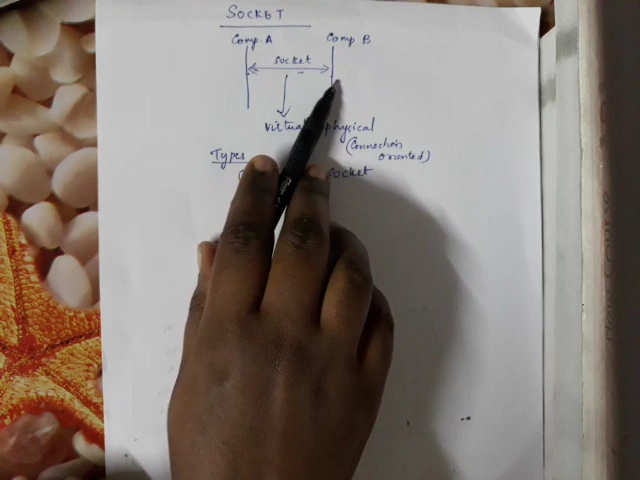 SOCKET
Comp. A Comp B
socket
virtual physical
(Connection
oriented)
Types
socket